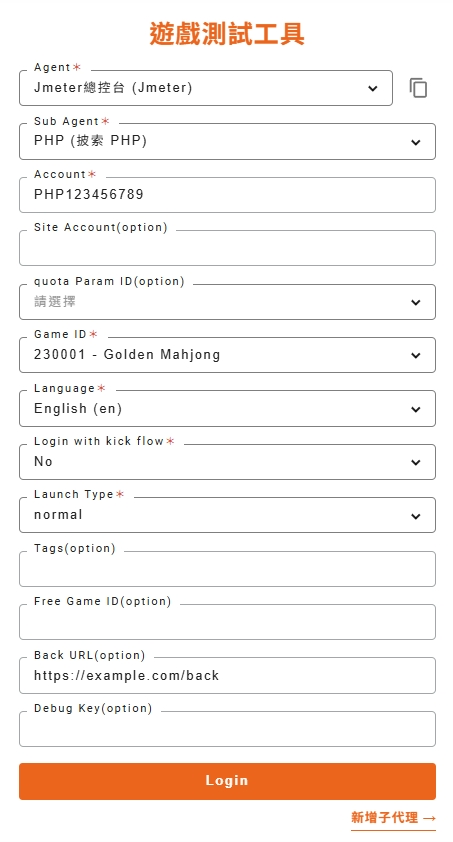 遊戲測試工具
Agent*
Jmeter總控台 (Jmeter)
Sub Agent*
PHP (披索 PHP)
Account*
PHP123456789
Site Account(option)
quota Param ID(option)
請選擇
Game ID*
230001 - Golden Mahjong
Language*
English (en)
Login with kick flow*
No
Launch Type*
normal
Tags(option)
Free Game ID(option)
Back URL(option)
https://example.com/back
Debug Key(option)
Login
新增子代理 →